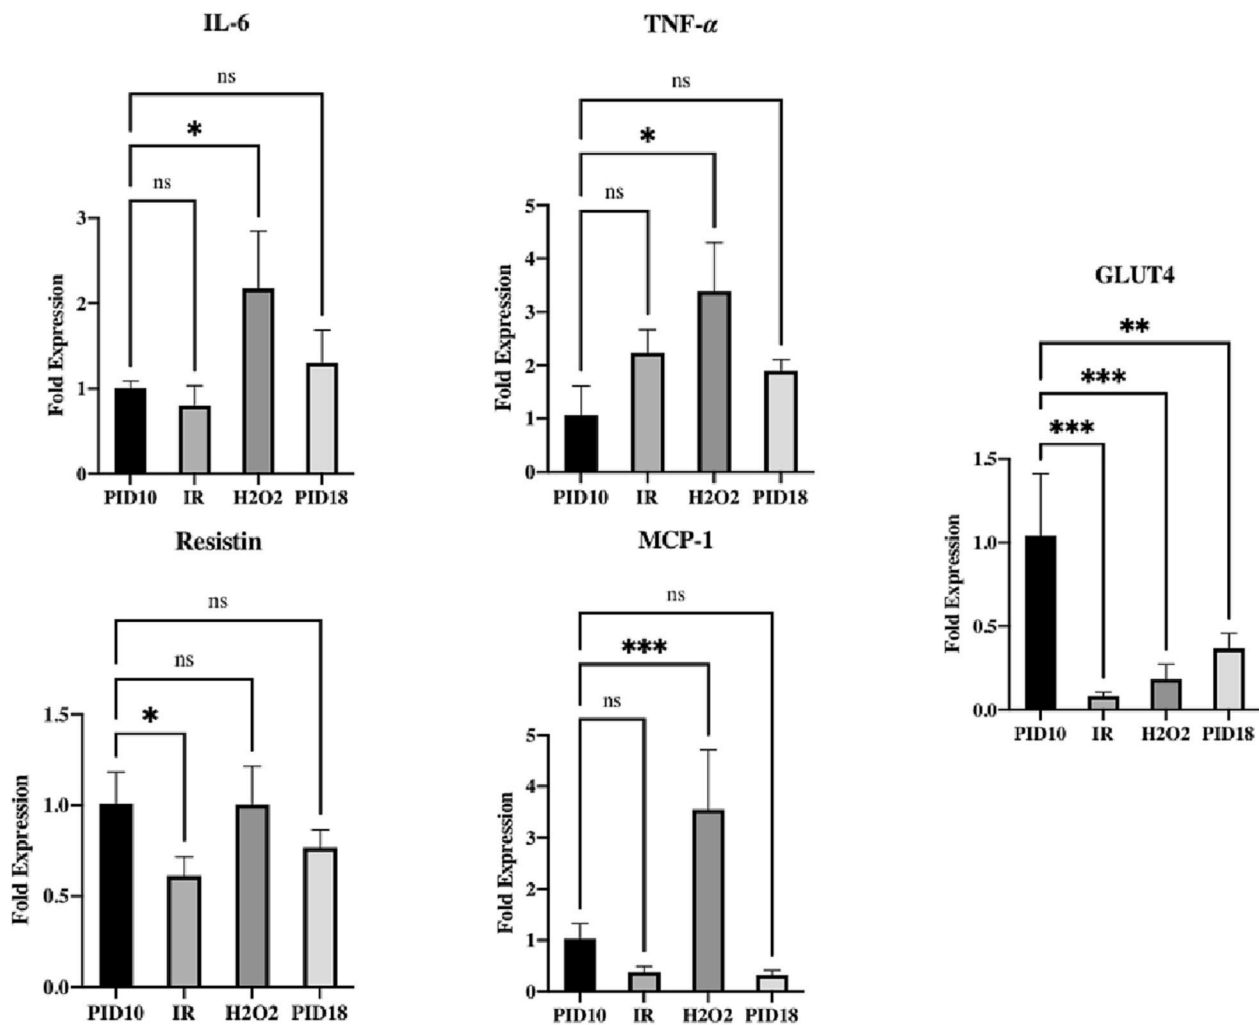 IL-6
ns
*
ns
3
2
1
0
Fold Expression
PID10 IR H2O2 PID18
TNF-α
ns
*
ns
5
4
3
2
1
0
Fold Expression
PID10 IR H2O2 PID18
GLUT4
**
***
***
1.5
1.0
0.5
0.0
Fold Expression
PID10 IR H2O2 PID18
Resistin
ns
ns
*
1.5
1.0
0.5
0.0
Fold Expression
PID10 IR H2O2 PID18
MCP-1
ns
***
ns
5
4
3
2
1
0
Fold Expression
PID10 IR H2O2 PID18